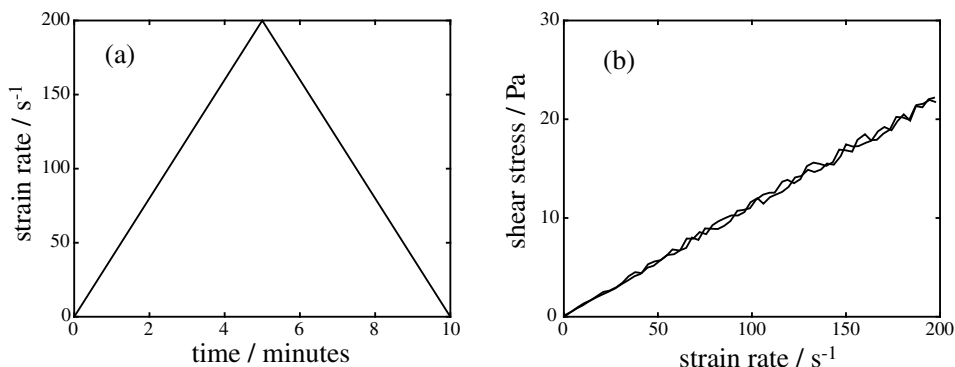 (a)
strain rate / s⁻¹
200
150
100
50
0
0 2 4 6 8 10
time / minutes
(b)
shear stress / Pa
30
20
10
0
0 50 100 150 200
strain rate / s⁻¹